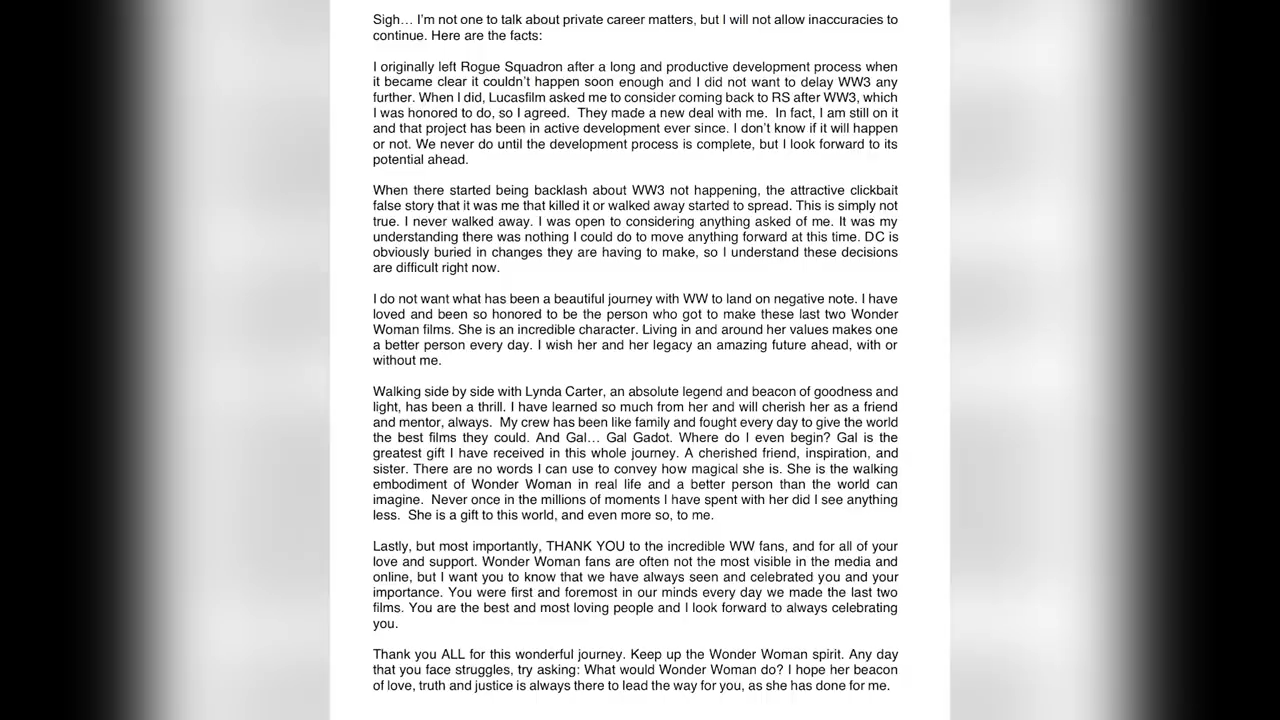 Sigh… I'm not one to talk about private career matters, but I will not allow inaccuracies to
continue. Here are the facts:
I originally left Rogue Squadron after a long and productive development process when
it became clear it couldn't happen soon enough and I did not want to delay WW3 any
further. When I did, Lucasfilm asked me to consider coming back to RS after WW3, which
I was honored to do, so I agreed. They made a new deal with me. In fact, I am still on it
and that project has been in active development ever since. I don't know if it will happen
or not. We never do until the development process is complete, but I look forward to its
potential ahead.
When there started being backlash about WW3 not happening, the attractive clickbait
false story that it was me that killed it or walked away started to spread. This is simply not
true. I never walked away. I was open to considering anything asked of me. It was my
understanding there was nothing I could do to move anything forward at this time. DC is
obviously buried in changes they are having to make, so I understand these decisions
are difficult right now.
I do not want what has been a beautiful journey with WW to land on negative note. I have
loved and been so honored to be the person who got to make these last two Wonder
Woman films. She is an incredible character. Living in and around her values makes one
a better person every day. I wish her and her legacy an amazing future ahead, with or
without me.
Walking side by side with Lynda Carter, an absolute legend and beacon of goodness and
light, has been a thrill. I have learned so much from her and will cherish her as a friend
and mentor, always. My crew has been like family and fought every day to give the world
the best films they could. And Gal… Gal Gadot. Where do I even begin? Gal is the
greatest gift I have received in this whole journey. A cherished friend, inspiration, and
sister. There are no words I can use to convey how magical she is. She is the walking
embodiment of Wonder Woman in real life and a better person than the world can
imagine. Never once in the millions of moments I have spent with her did I see anything
less. She is a gift to this world, and even more so, to me.
Lastly, but most importantly, THANK YOU to the incredible WW fans, and for all of your
love and support. Wonder Woman fans are often not the most visible in the media and
online, but I want you to know that we have always seen and celebrated you and your
importance. You were first and foremost in our minds every day we made the last two
films. You are the best and most loving people and I look forward to always celebrating
you.
Thank you ALL for this wonderful journey. Keep up the Wonder Woman spirit. Any day
that you face struggles, try asking: What would Wonder Woman do? I hope her beacon
of love, truth and justice is always there to lead the way for you, as she has done for me.